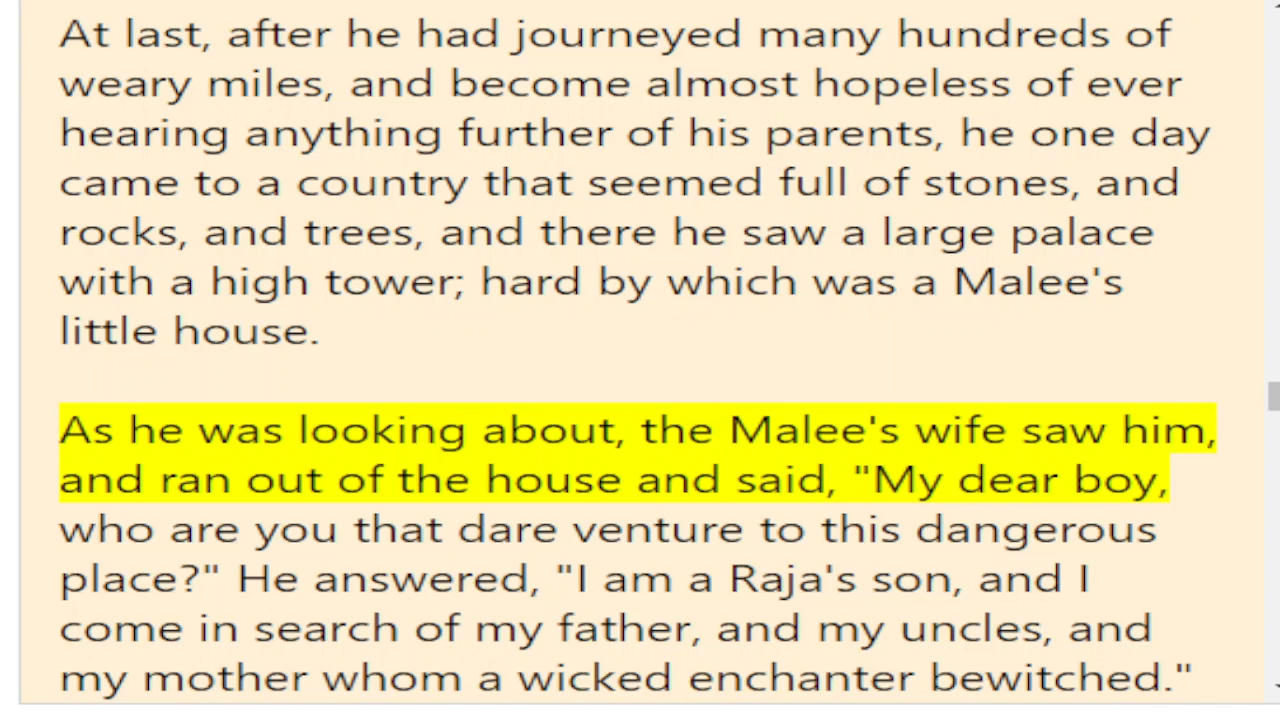 At last, after he had journeyed many hundreds of
weary miles, and become almost hopeless of ever
hearing anything further of his parents, he one day
came to a country that seemed full of stones, and
rocks, and trees, and there he saw a large palace
with a high tower; hard by which was a Malee's
little house.
As he was looking about, the Malee's wife saw him,
and ran out of the house and said, "My dear boy,
who are you that dare venture to this dangerous
place?" He answered, "I am a Raja's son, and I
come in search of my father, and my uncles, and
my mother whom a wicked enchanter bewitched."